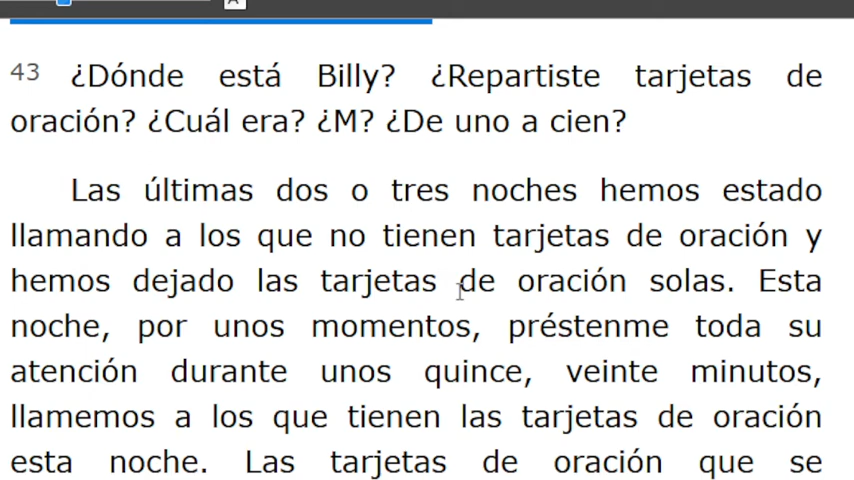 43 ¿Dónde está Billy? ¿Repartiste tarjetas de
oración? ¿Cuál era? ¿M? ¿De uno a cien?
Las últimas dos o tres noches hemos estado
llamando a los que no tienen tarjetas de oración y
hemos dejado las tarjetas de oración solas. Esta
noche, por unos momentos, préstenme toda su
atención durante unos quince, veinte minutos,
llamemos a los que tienen las tarjetas de oración
esta noche. Las tarjetas de oración que se